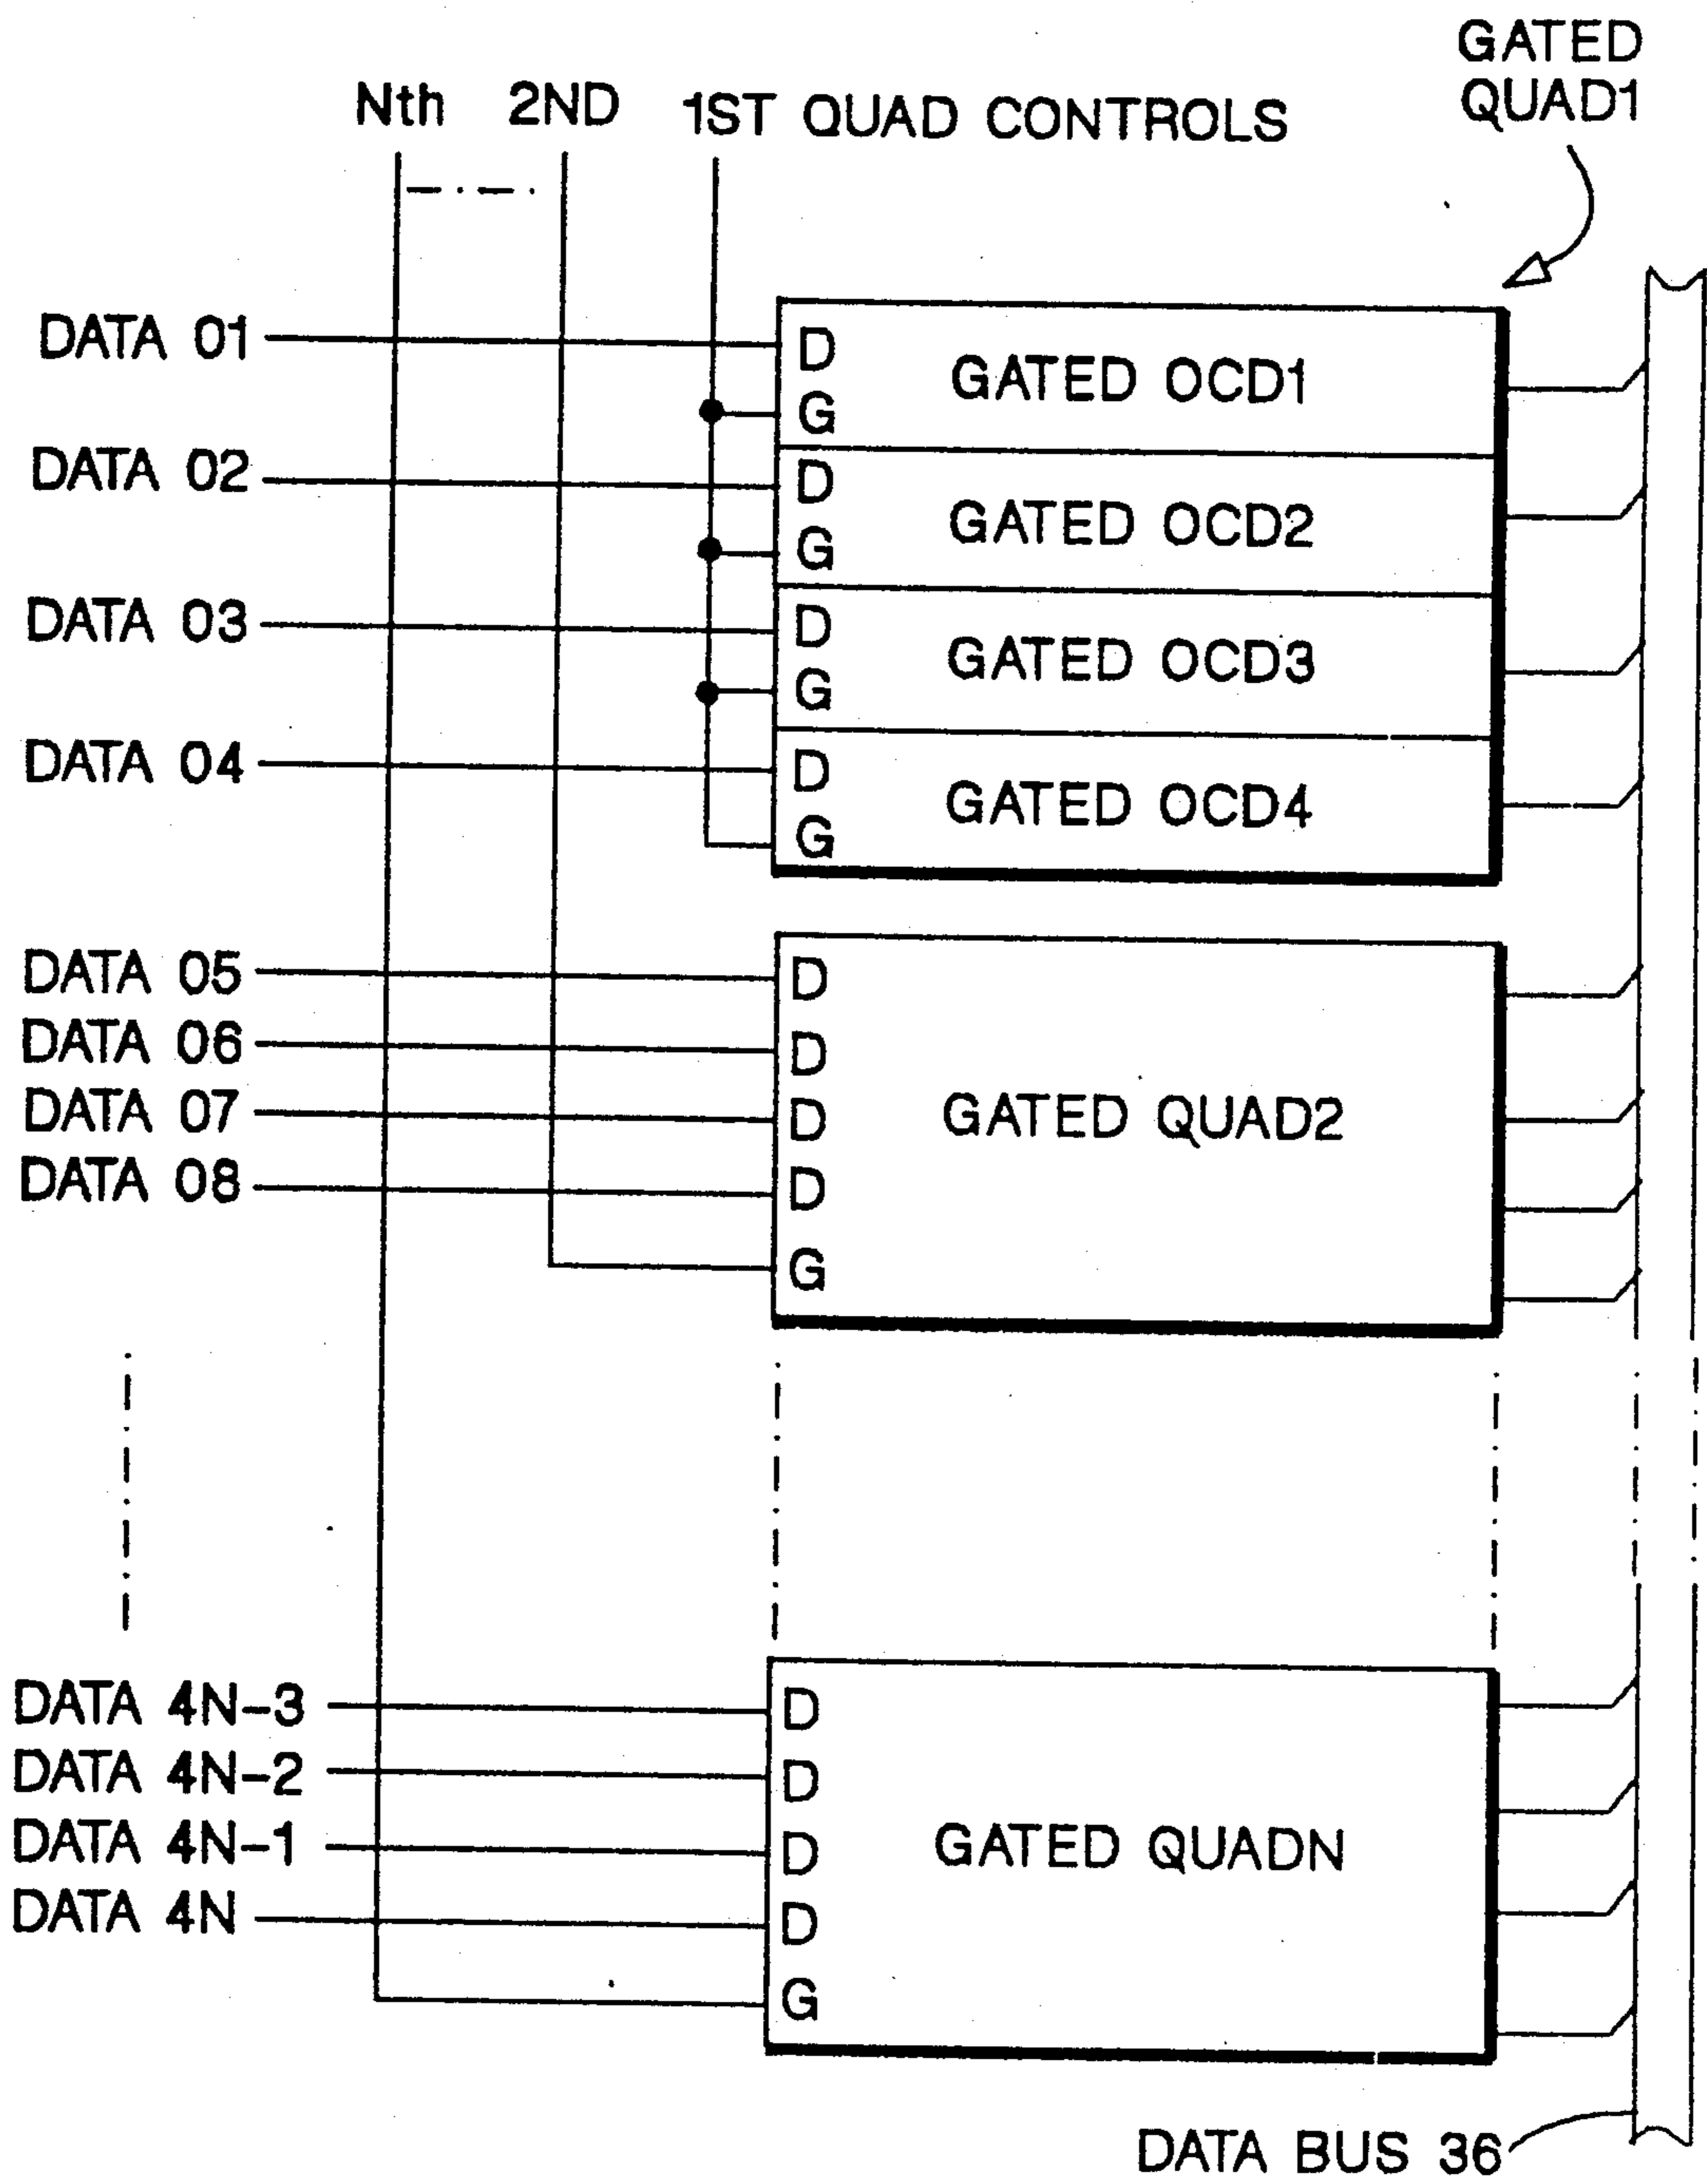 GATED
QUAD1
Nth 2ND 1ST QUAD CONTROLS
DATA 01 D GATED OCD1
G
DATA 02 D GATED OCD2
G
DATA 03 D GATED OCD3
G
DATA 04 D GATED OCD4
G
DATA 05 D
DATA 06 D
DATA 07 D GATED QUAD2
DATA 08 D
G
DATA 4N-3 D
DATA 4N-2 D
DATA 4N-1 D GATED QUADN
DATA 4N D
G
DATA BUS 36